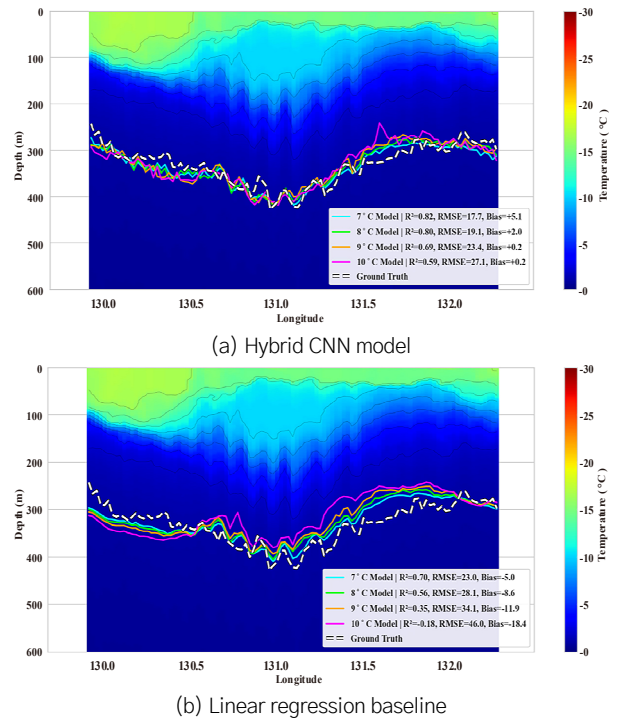 0
100
200
300
400
500
600
Depth (m)
130.0
130.5
131.0
131.5
132.0
Longitude
7°C Model | R²=0.82, RMSE=17.7, Bias=+5.1
8°C Model | R²=0.80, RMSE=19.1, Bias=+2.0
9°C Model | R²=0.69, RMSE=23.4, Bias=+0.2
10°C Model | R²=0.59, RMSE=27.1, Bias=+0.2
Ground Truth
-30
-25
-20
-15
-10
-5
-0
Temperature (°C)
(a) Hybrid CNN model
0
100
200
300
400
500
600
Depth (m)
130.0
130.5
131.0
131.5
132.0
Longitude
7°C Model | R²=0.70, RMSE=23.0, Bias=-5.0
8°C Model | R²=0.56, RMSE=28.1, Bias=-8.6
9°C Model | R²=0.35, RMSE=34.1, Bias=-11.9
10°C Model | R²=-0.18, RMSE=46.0, Bias=-18.4
Ground Truth
-30
-25
-20
-15
-10
-5
-0
Temperature (°C)
(b) Linear regression baseline